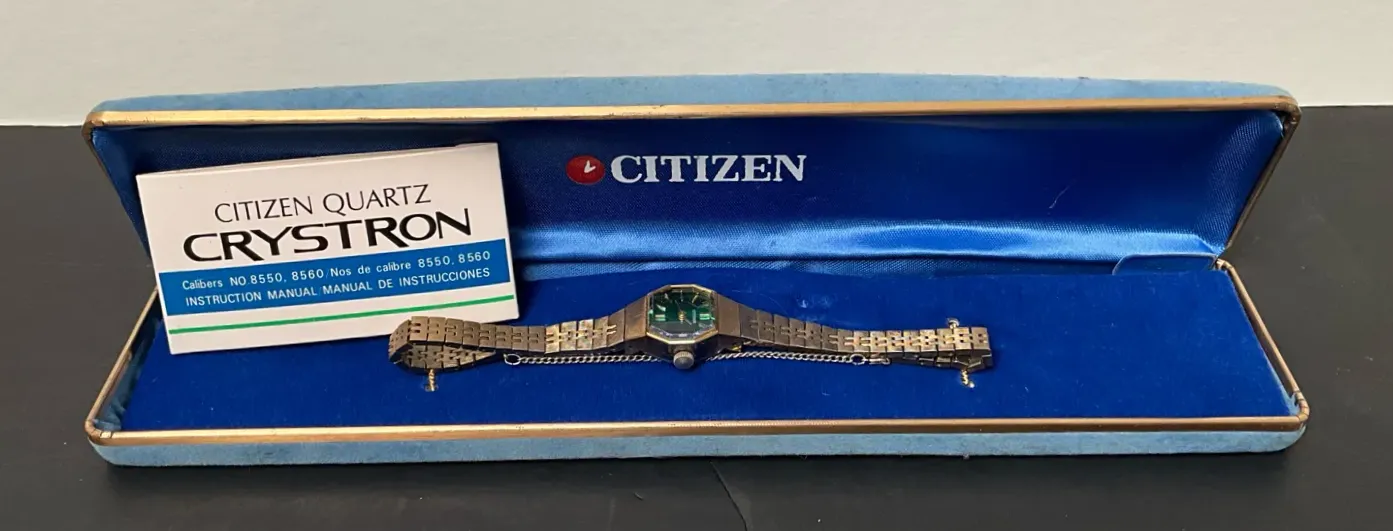 CITIZEN
CITIZEN QUARTZ
CRYSTRON
Calibers NO.8550, 8560/Nos de calibre 8550, 8560
INSTRUCTION MANUAL/MANUAL DE INSTRUCCIONES